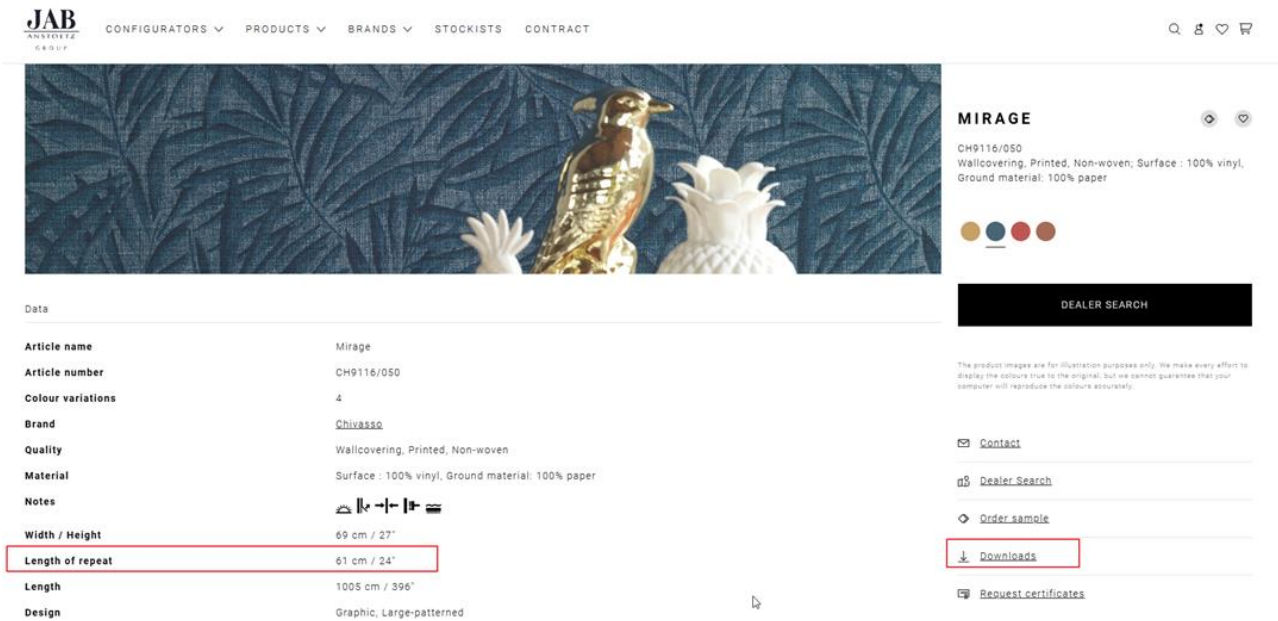 JAB
ANSTOETZ
GROUP
CONFIGURATORS PRODUCTS BRANDS STOCKISTS CONTRACT
MIRAGE
CH9116/050
Wallcovering, Printed, Non-woven; Surface : 100% vinyl,
Ground material: 100% paper
DEALER SEARCH
The product images are for illustration purposes only. We make every effort to
display the colours true to the original, but we cannot guarantee that your
computer will reproduce the colours accurately.
Contact
Dealer Search
Order sample
Downloads
Request certificates
Data
Article name Mirage
Article number CH9116/050
Colour variations 4
Brand Chivasso
Quality Wallcovering, Printed, Non-woven
Material Surface : 100% vinyl, Ground material: 100% paper
Notes
Width / Height 69 cm / 27"
Length of repeat 61 cm / 24"
Length 1005 cm / 396"
Design Graphic, Large-patterned